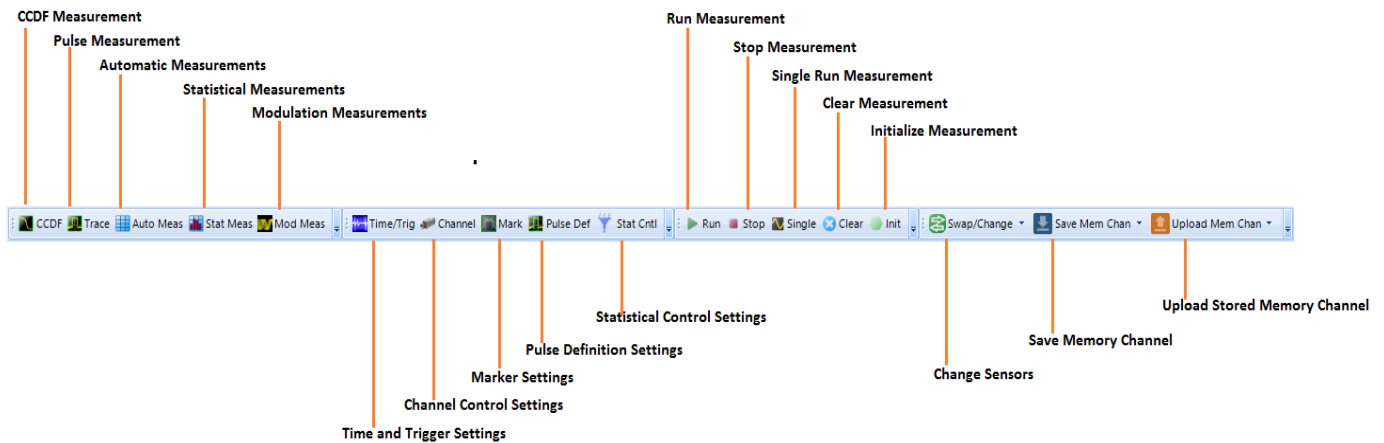 CCDF Measurement
Pulse Measurement
Automatic Measurements
Statistical Measurements
Modulation Measurements
Run Measurement
Stop Measurement
Single Run Measurement
Clear Measurement
Initialize Measurement
CCDF Trace Auto Meas Stat Meas Mod Meas Time/Trig Channel Mark Pulse Def Stat Cntl Run Stop Single Clear Init Swap/Change Save Mem Chan Upload Mem Chan
Upload Stored Memory Channel
Statistical Control Settings
Save Memory Channel
Pulse Definition Settings
Change Sensors
Marker Settings
Channel Control Settings
Time and Trigger Settings